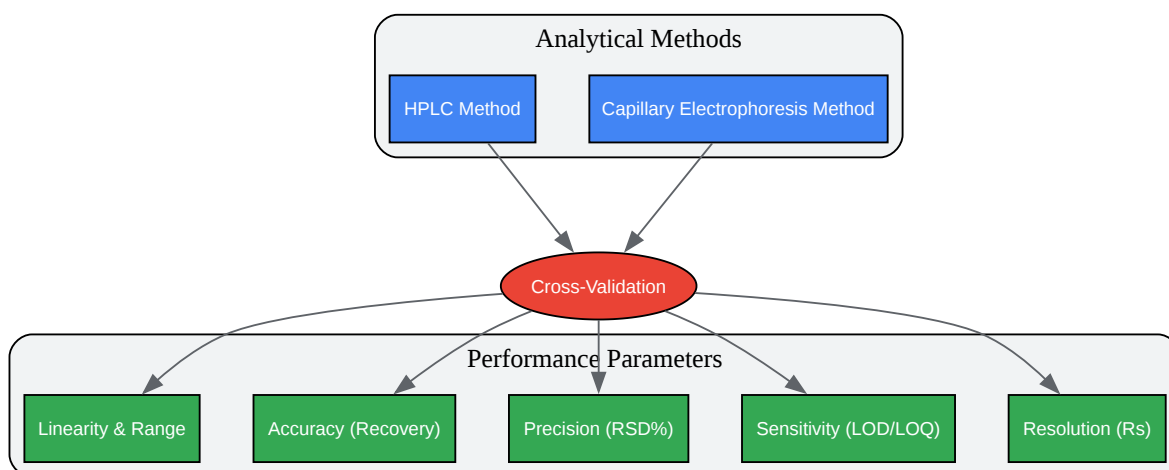 Analytical Methods
HPLC Method
Capillary Electrophoresis Method
Cross-Validation
Performance Parameters
Linearity & Range
Accuracy (Recovery)
Precision (RSD%)
Sensitivity (LOD/LOQ)
Resolution (Rs)